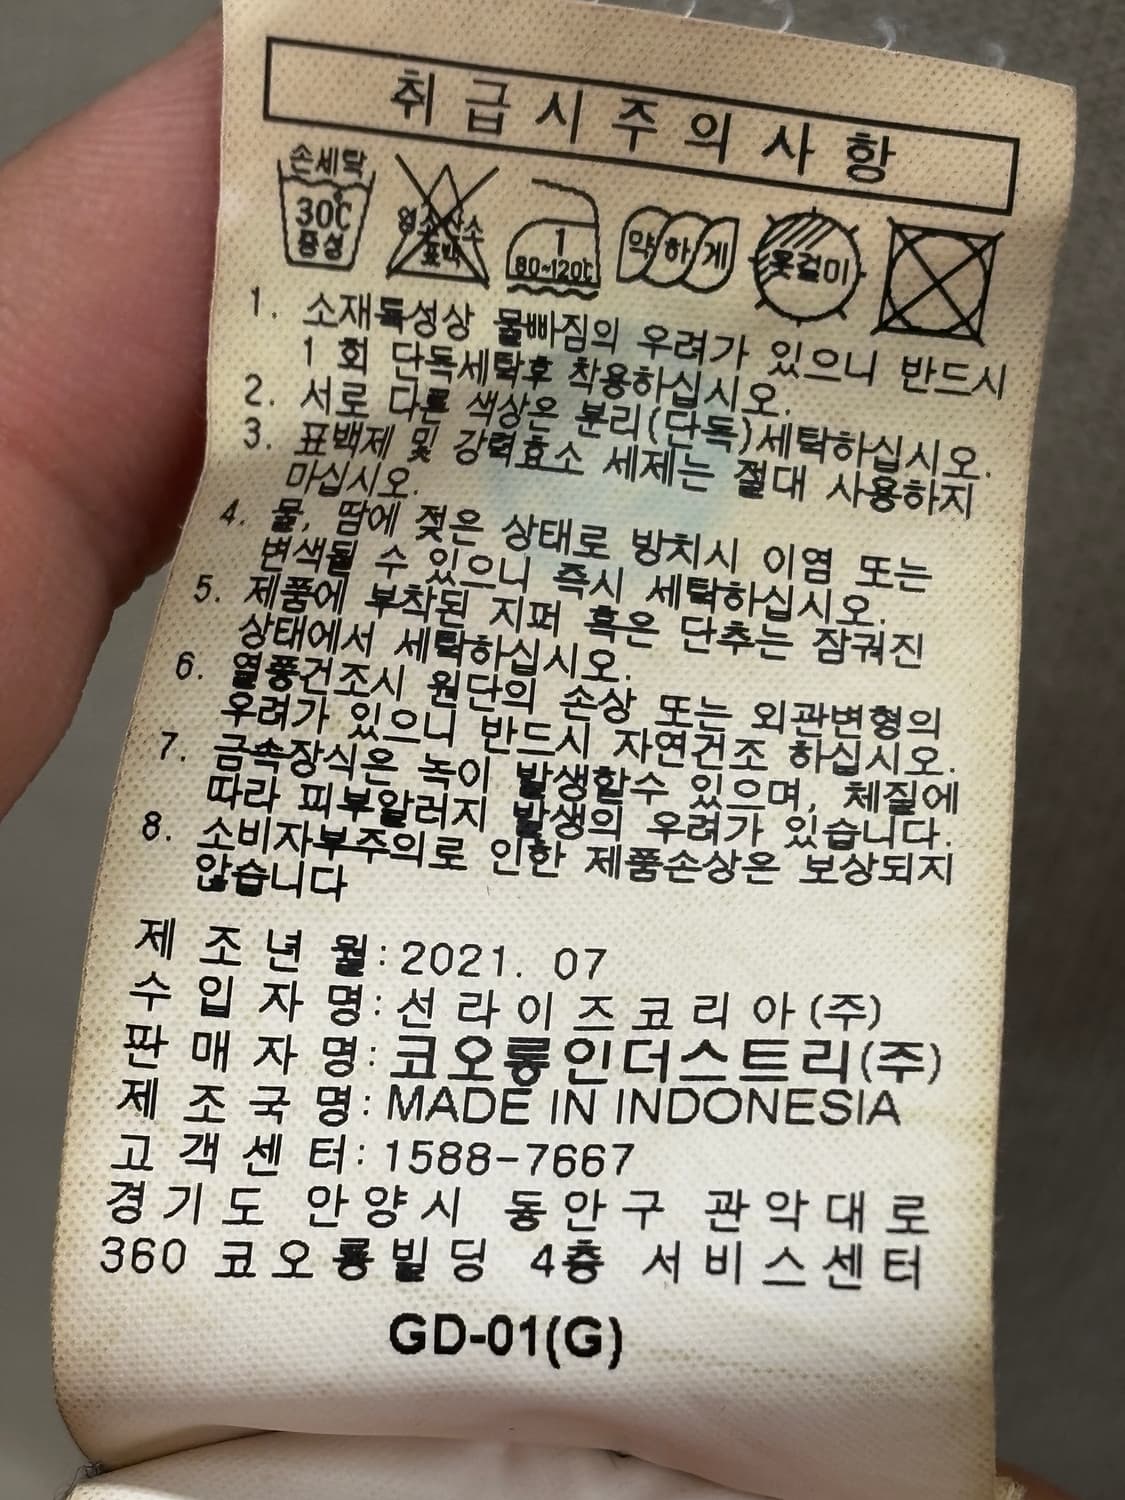 취급시주의사항
손세탁
30℃
중성
염소산소
표백
1
80~120℃
약하게
옷걸이
1. 소재특성상 물빠짐의 우려가 있으니 반드시
1 회 단독세탁후 착용하십시오.
2. 서로 다른 색상은 분리(단독)세탁하십시오.
3. 표백제 및 강력효소 세제는 절대 사용하지
마십시오.
4. 물, 땀에 젖은 상태로 방치시 이염 또는
변색될 수 있으니 즉시 세탁하십시오.
5. 제품에 부착된 지퍼 혹은 단추는 잠궈진
상태에서 세탁하십시오.
6. 열풍건조시 원단의 손상 또는 외관변형의
우려가 있으니 반드시 자연건조 하십시오.
7. 금속장식은 녹이 발생할수 있으며, 체질에
따라 피부알러지 발생의 우려가 있습니다.
8. 소비자부주의로 인한 제품손상은 보상되지
않습니다
제조년월: 2021. 07
수입자명: 선라이즈코리아(주)
판매자명: 코오롱인더스트리(주)
제조국명: MADE IN INDONESIA
고객센터: 1588-7667
경기도 안양시 동안구 관악대로
360 코오롱빌딩 4층 서비스센터
GD-01(G)